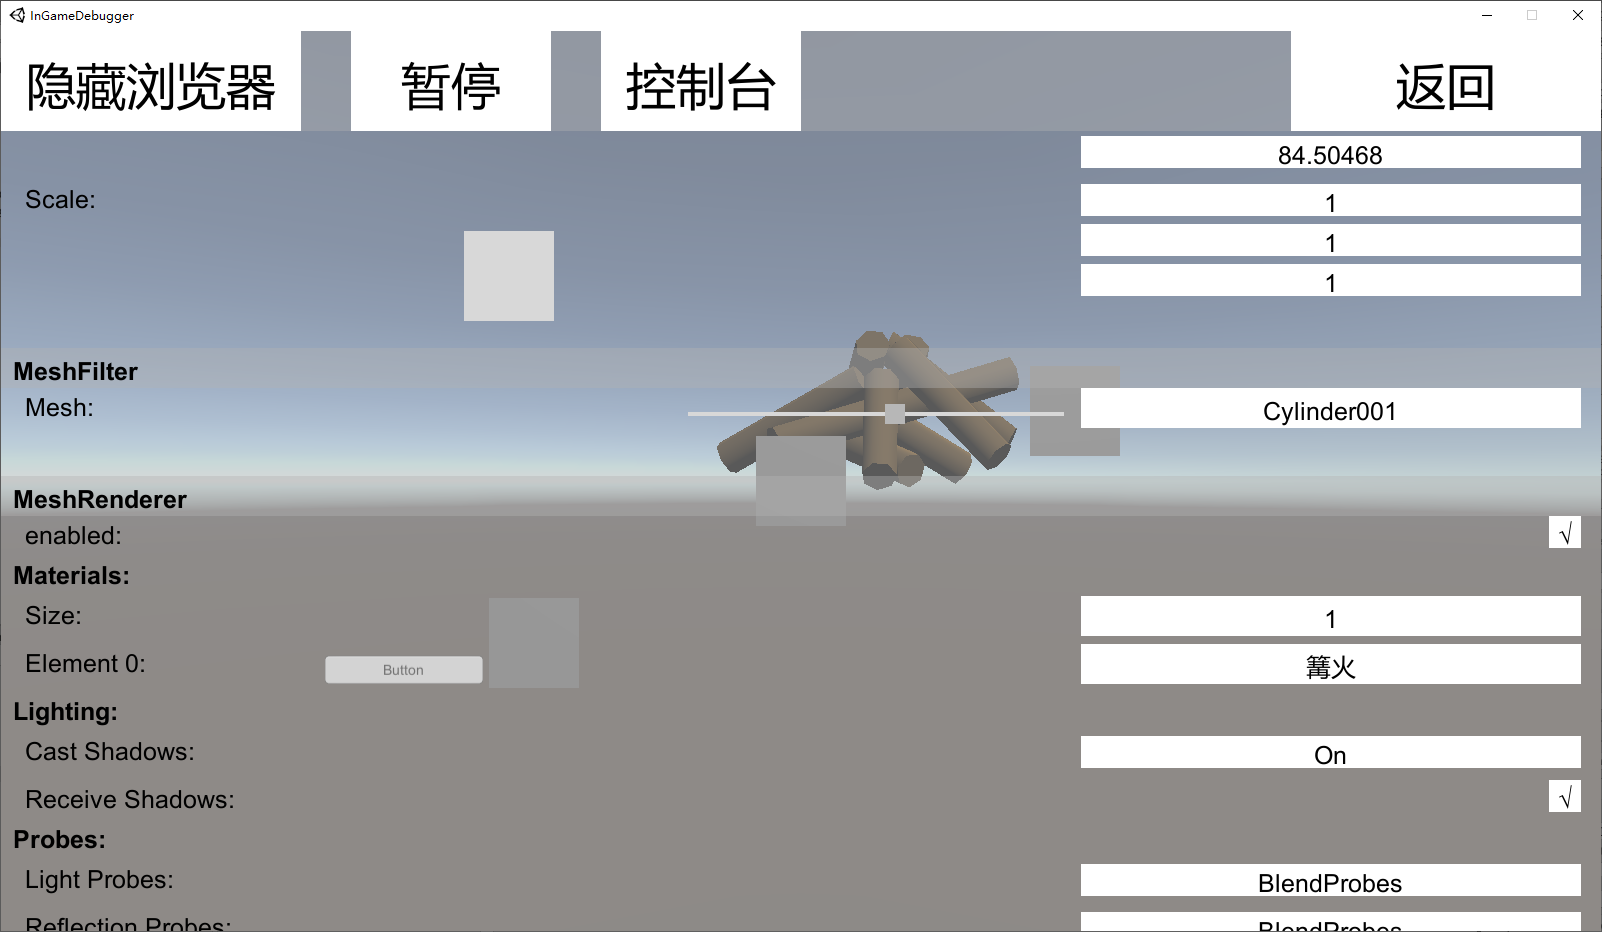 InGameDebugger
隐藏浏览器 暂停 控制台 返回
84.50468
Scale: 1
1
1
MeshFilter
Mesh: Cylinder001
MeshRenderer
enabled: √
Materials:
Size: 1
Element 0: 篝火
Button
Lighting:
Cast Shadows: On
Receive Shadows: √
Probes:
Light Probes: BlendProbes
Reflection Probes: BlendProbes